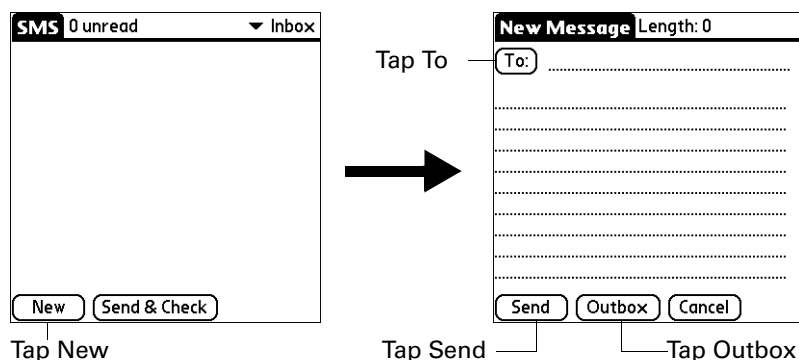 SMS 0 unread Inbox
New Send & Check
Tap New
New Message Length: 0
Tap To
To:
Send Outbox Cancel
Tap Send
Tap Outbox